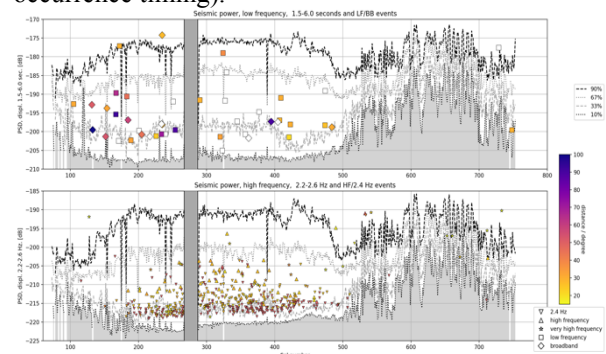 occurrence timing).
Seismic power, low frequency, 1.5-6.0 seconds and LF/BB events
PSD, displ. 1.5-6.0 sec. [dB]
-170
-175
-180
-185
-190
-195
-200
-205
-210
100 200 300 400 500 600 700 800
90%
67%
33%
10%
Seismic power, high frequency, 2.2-2.6 Hz and HF/2.4 Hz events
PSD, displ. 2.2-2.6 Hz. [dB]
-185
-190
-195
-200
-205
-210
-215
-220
-225
100 200 300 400 500 600 700
100
90
80
70
60
50
40
30
20
distance / degree
2.4 Hz
high frequency
very high frequency
low frequency
broadband